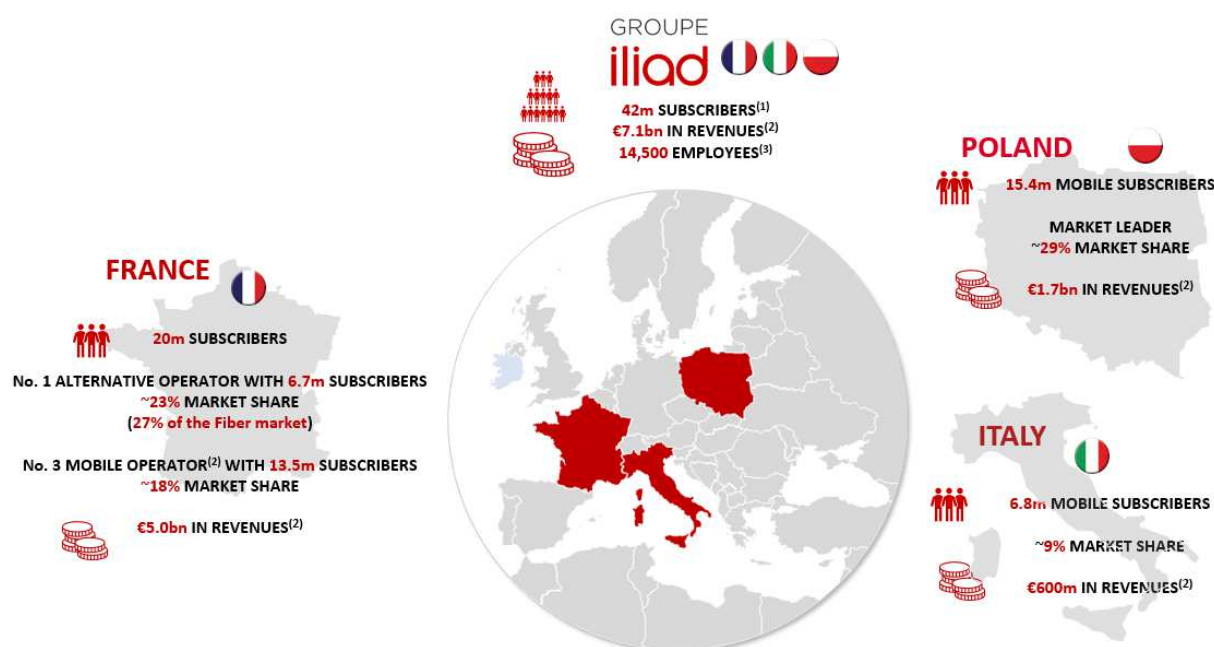 GROUPE
iliad
42m SUBSCRIBERS(1)
€7.1bn IN REVENUES(2)
14,500 EMPLOYEES(3)
FRANCE
20m SUBSCRIBERS
No. 1 ALTERNATIVE OPERATOR WITH 6.7m SUBSCRIBERS
~23% MARKET SHARE
(27% of the Fiber market)
No. 3 MOBILE OPERATOR(2) WITH 13.5m SUBSCRIBERS
~18% MARKET SHARE
€5.0bn IN REVENUES(2)
POLAND
15.4m MOBILE SUBSCRIBERS
MARKET LEADER
~29% MARKET SHARE
€1.7bn IN REVENUES(2)
ITALY
6.8m MOBILE SUBSCRIBERS
~9% MARKET SHARE
€600m IN REVENUES(2)